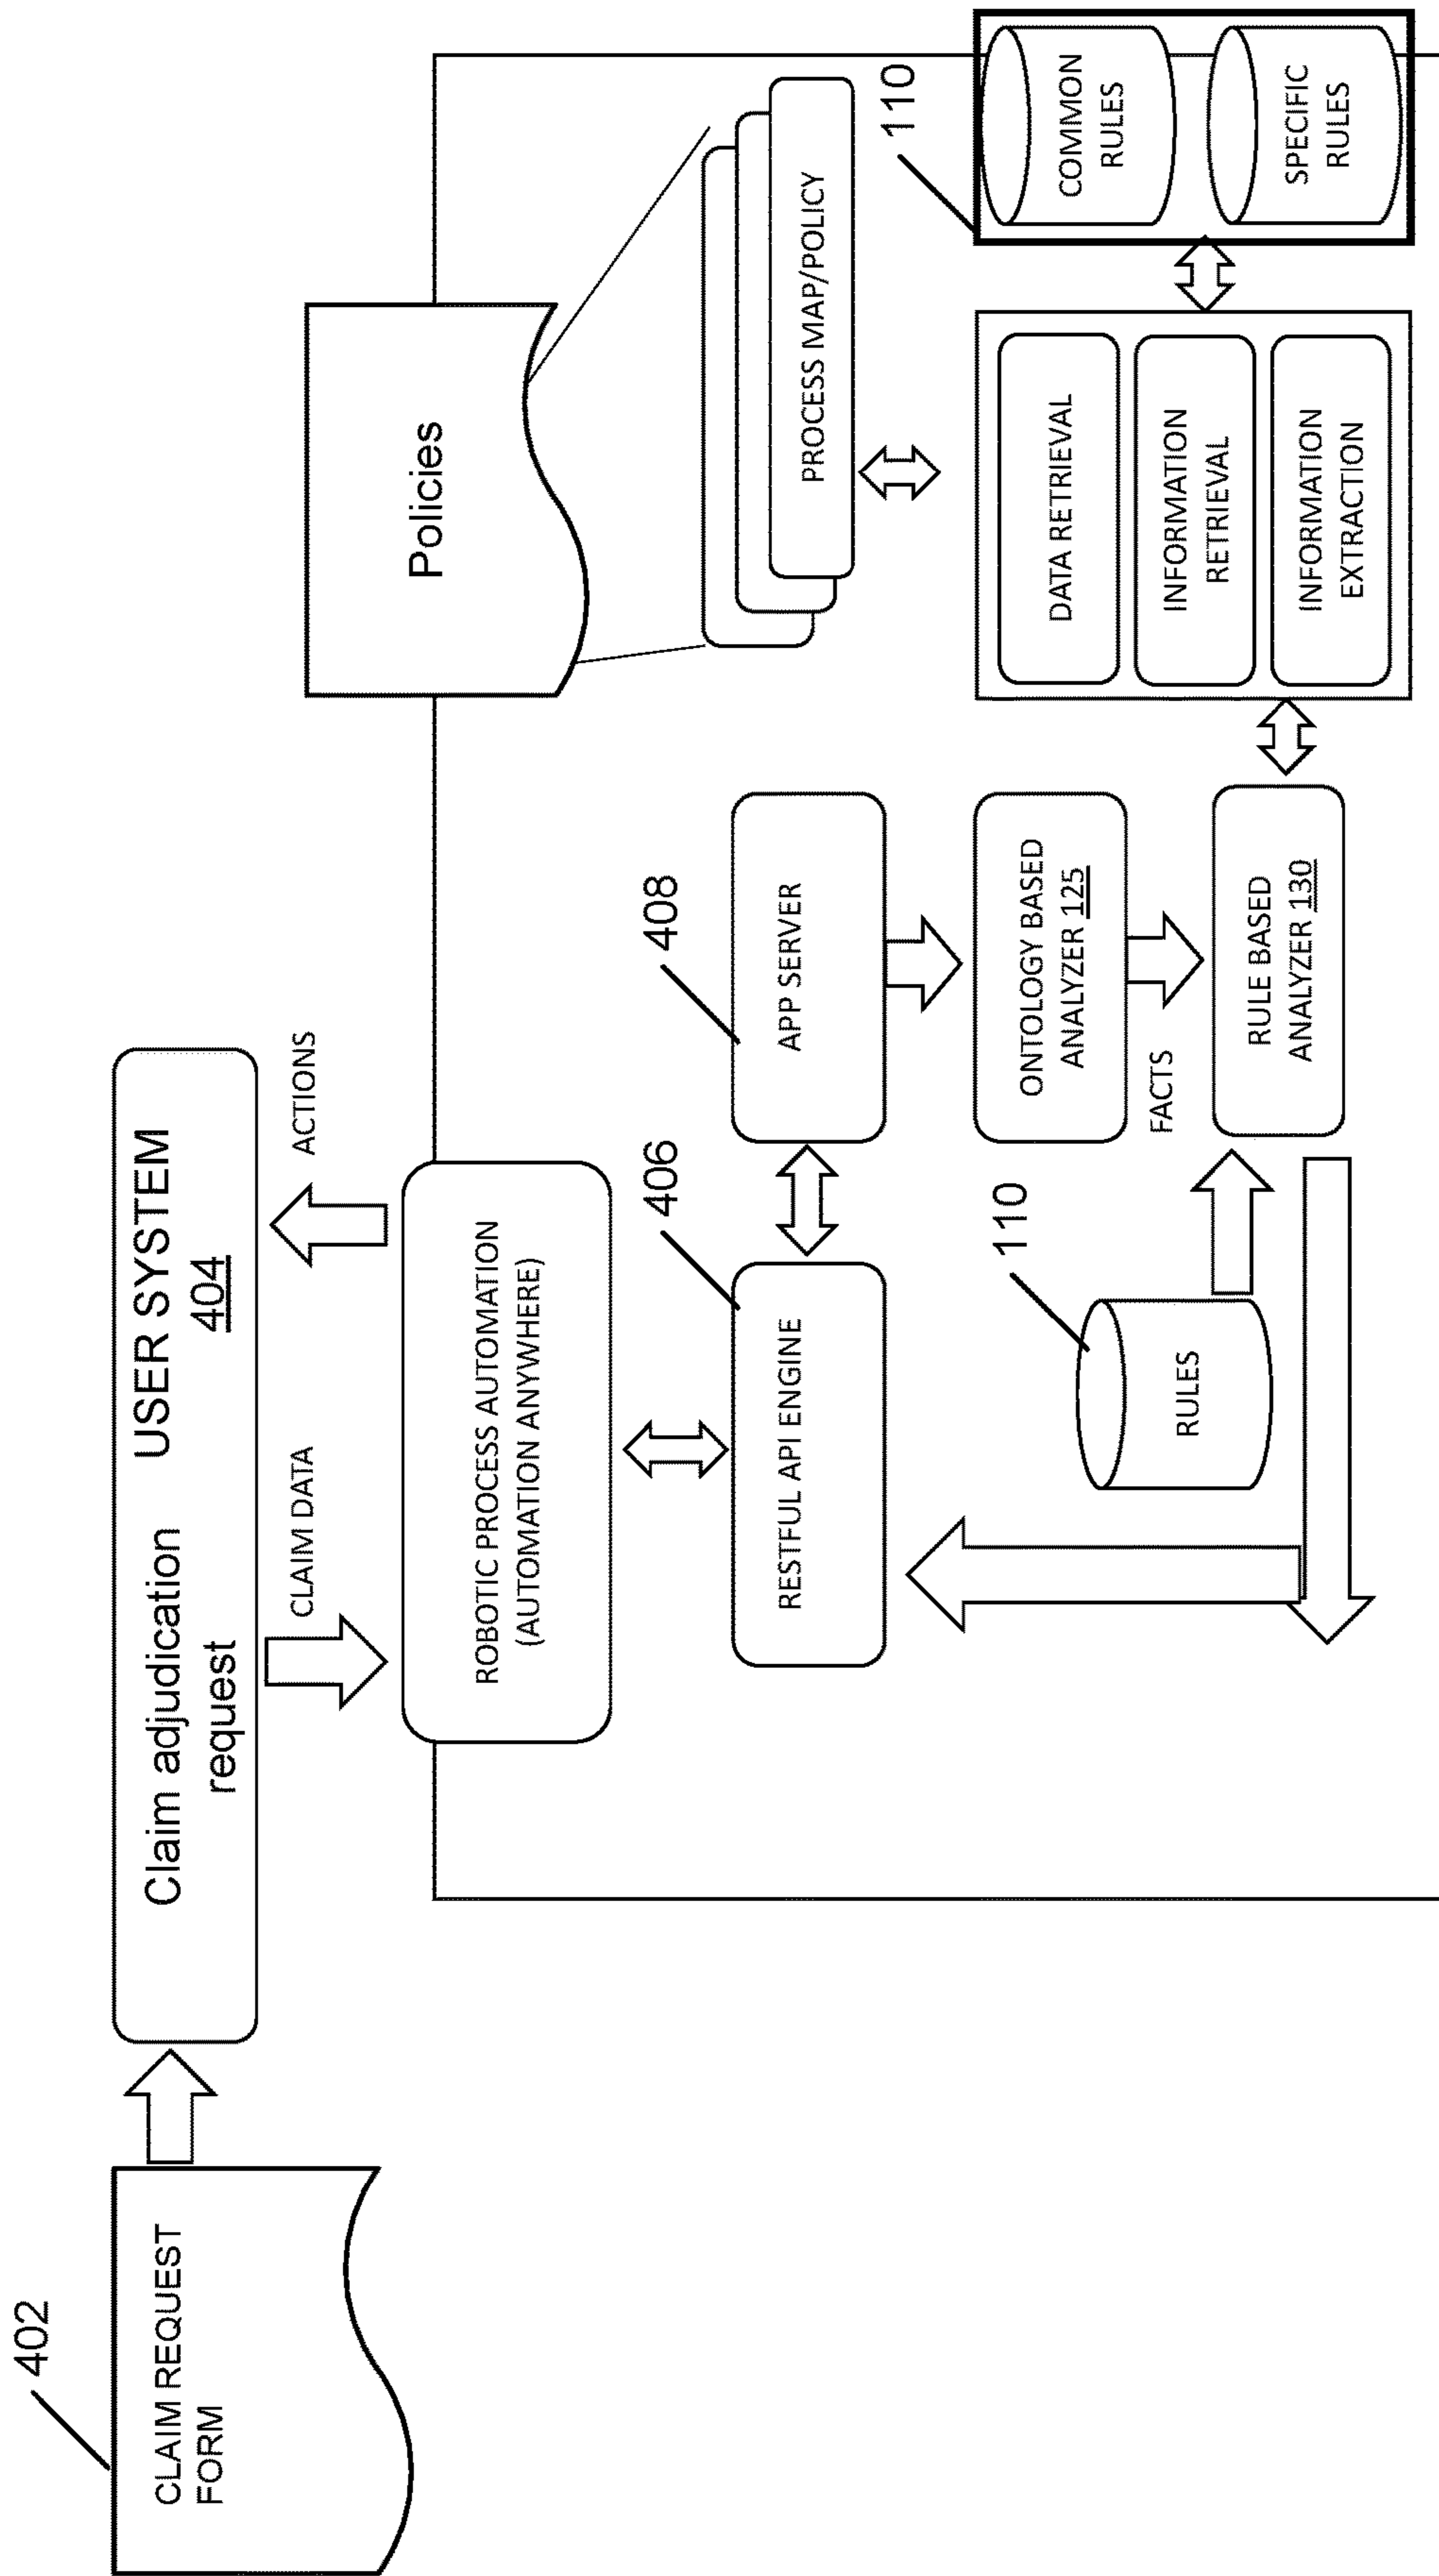 402
CLAIM REQUEST
FORM
Claim adjudication
request
USER SYSTEM
404
CLAIM DATA
ACTIONS
ROBOTIC PROCESS AUTOMATION
(AUTOMATION ANYWHERE)
Policies
406
RESTFUL API ENGINE
408
APP SERVER
PROCESS MAP/POLICY
110
RULES
ONTOLOGY BASED
ANALYZER 125
FACTS
RULE BASED
ANALYZER 130
DATA RETRIEVAL
INFORMATION
RETRIEVAL
INFORMATION
EXTRACTION
110
COMMON
RULES
SPECIFIC
RULES